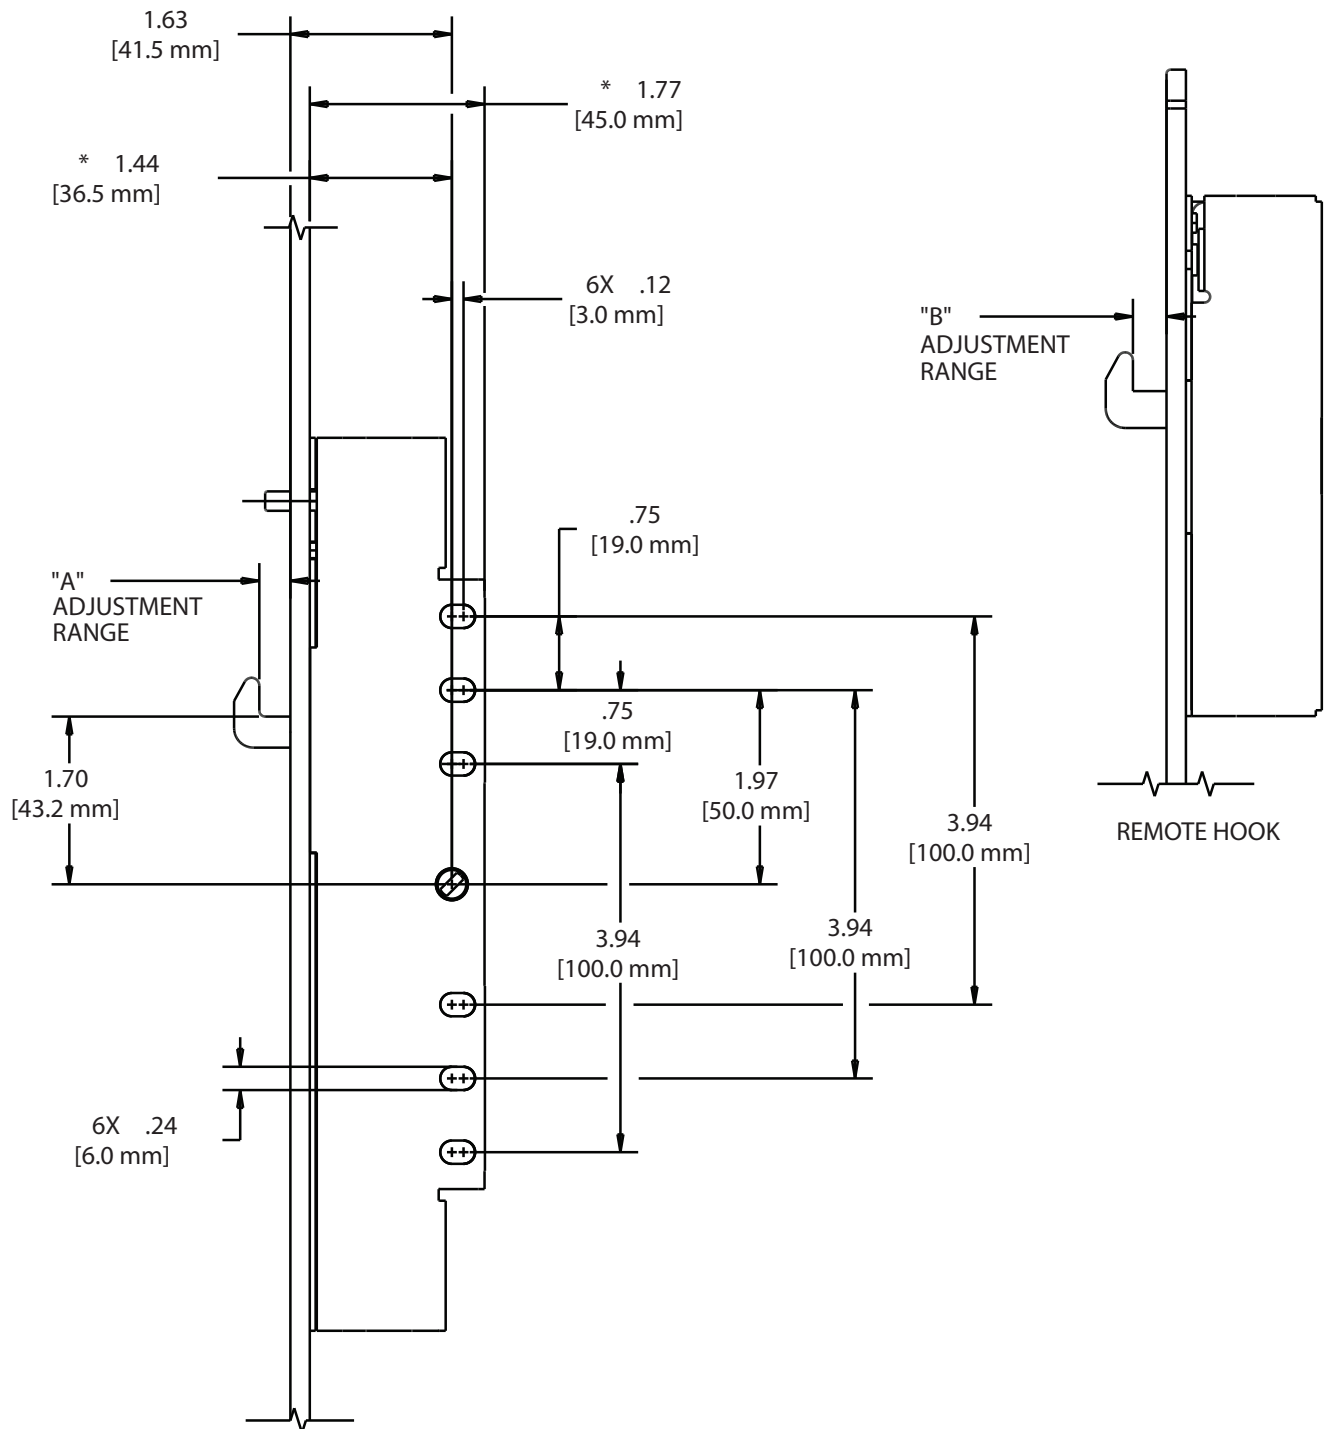 1.63
[41.5 mm]
* 1.77
[45.0 mm]
* 1.44
[36.5 mm]
6X .12
[3.0 mm]
"B"
ADJUSTMENT
RANGE
.75
[19.0 mm]
"A"
ADJUSTMENT
RANGE
.75
[19.0 mm]
1.70
[43.2 mm]
1.97
[50.0 mm]
3.94
[100.0 mm]
REMOTE HOOK
3.94
[100.0 mm]
3.94
[100.0 mm]
6X .24
[6.0 mm]